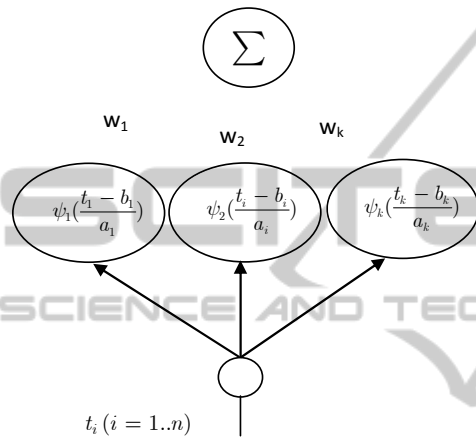 ∑
w₁ w₂ wₖ
ψ₁((t₁ − b₁)/a₁) ψ₂((tᵢ − bᵢ)/aᵢ) ψₖ((tₖ − bₖ)/aₖ)
SCITE
SCIENCE AND TEC
tᵢ (i = 1..n)